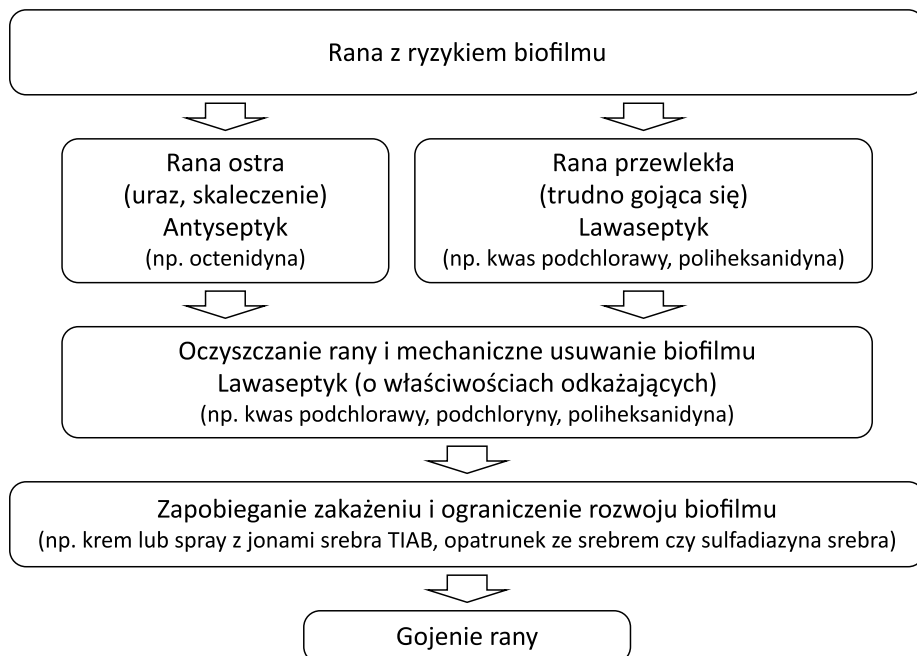 Rana z ryzykiem biofilmu
Rana ostra
(uraz, skaleczenie)
Antyseptyk
(np. octenidyna)
Rana przewlekła
(trudno gojąca się)
Lawaseptyk
(np. kwas podchlorawy, poliheksanidyna)
Oczyszczanie rany i mechaniczne usuwanie biofilmu
Lawaseptyk (o właściwościach odkażających)
(np. kwas podchlorawy, podchloryny, poliheksanidyna)
Zapobieganie zakażeniu i ograniczenie rozwoju biofilmu
(np. krem lub spray z jonami srebra TIAB, opatrunek ze srebrem czy sulfadiazyna srebra)
Gojenie rany